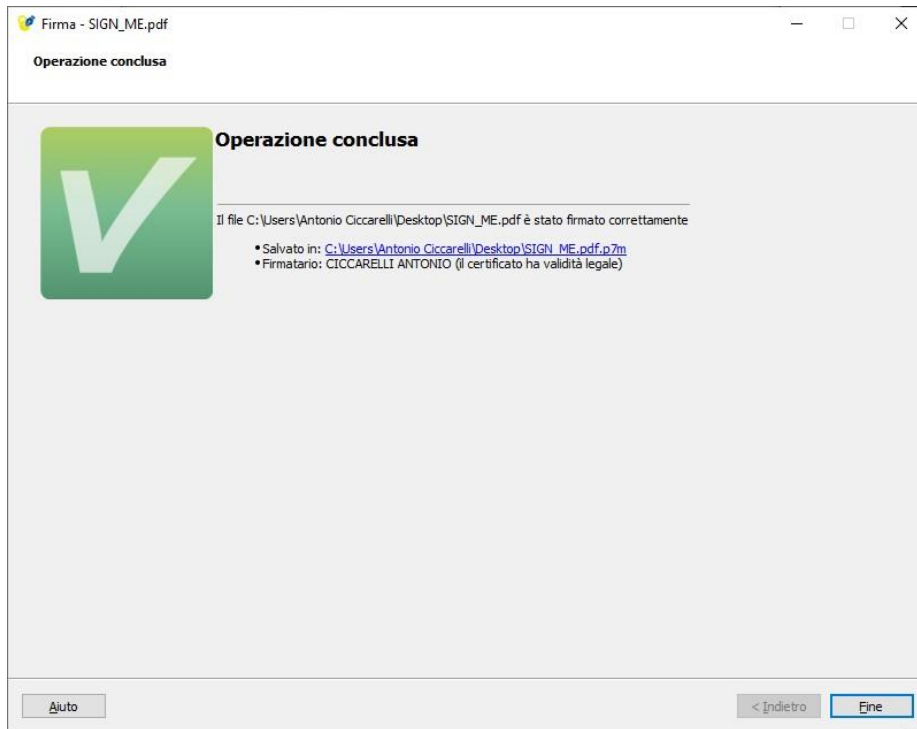 Firma - SIGN_ME.pdf
Operazione conclusa
Operazione conclusa
Il file C:\Users\Antonio Ciccarelli\Desktop\SIGN_ME.pdf è stato firmato correttamente
• Salvato in: C:\Users\Antonio Ciccarelli\Desktop\SIGN_ME.pdf.p7m
• Firmatario: CICCARELLI ANTONIO (il certificato ha validità legale)
Aiuto
< Indietro
Fine